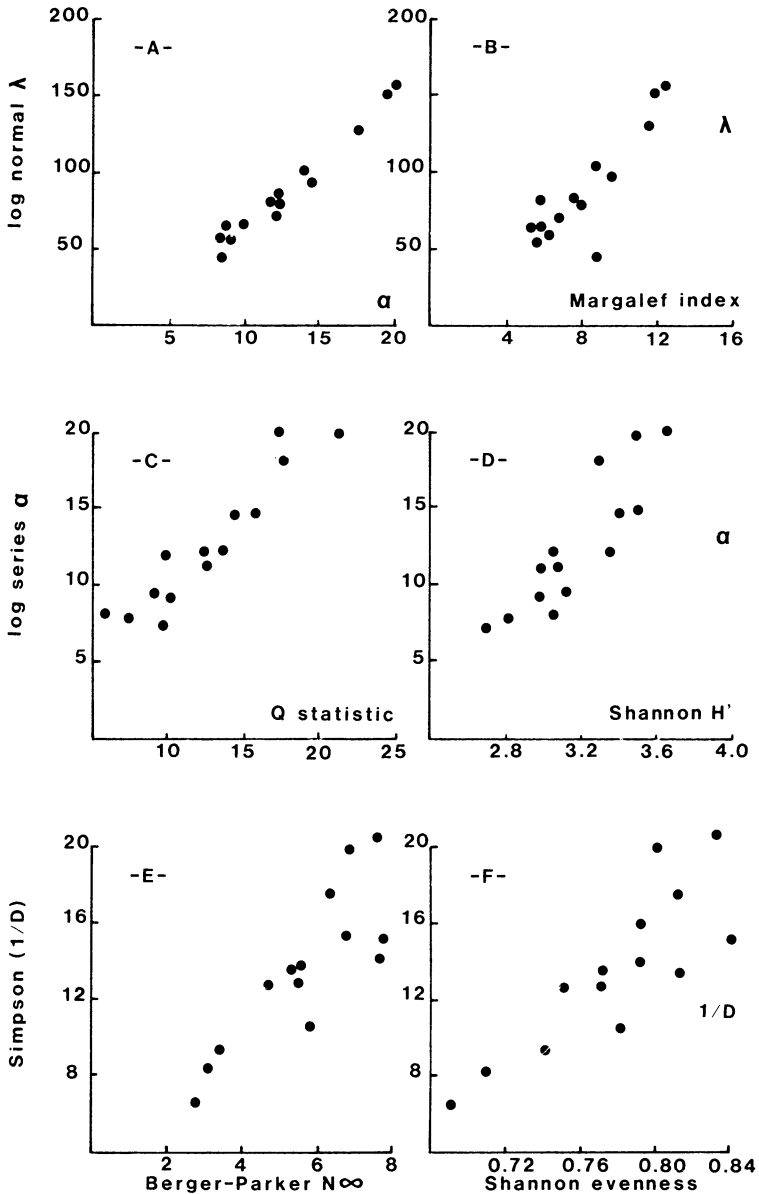 200
-A-
150
log normal λ
100
50
α
5 10 15 20
200
-B-
λ
100
50
Margalef index
4 8 12 16
20
-C-
15
log series α
10
5
Q statistic
10 15 20 25
20
-D-
15
α
10
5
Shannon H'
2.8 3.2 3.6 4.0
20
-E-
16
Simpson (1/D)
12
8
2 4 6 8
Berger-Parker N∞
20
-F-
16
12
1/D
8
0.72 0.76 0.80 0.84
Shannon evenness